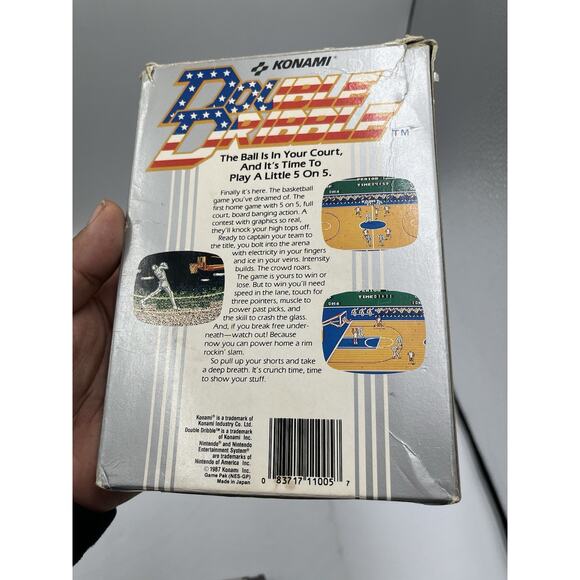 KONAMI®
DOUBLE
DRIBBLE™
The Ball Is In Your Court,
And It's Time To
Play A Little 5 On 5.
Finally it's here. The basketball
game you've dreamed of. The
first home game with 5 on 5, full
court, board banging action. A
contest with graphics so real,
they'll knock your high tops off.
Ready to captain your team to
the title, you bolt into the arena
with electricity in your fingers
and ice in your veins. Intensity
builds. The crowd roars.
The game is yours to win or
lose. But to win you'll need
speed in the lane, touch for
three pointers, muscle to
power past picks, and
the skill to crash the glass.
And, if you break free under-
neath—watch out! Because
now you can power home a rim
rockin' slam.
So pull up your shorts and take
a deep breath. It's crunch time, time
to show your stuff.
Konami® is a trademark of
Konami Industry Co. Ltd.
Double Dribble™ is a trademark
of Konami Inc.
Nintendo® and Nintendo
Entertainment System®
are trademarks of
Nintendo of America Inc.
© 1987 Konami Inc.
Game Pak (NES-GP)
Made in Japan
0 83717 11005 7